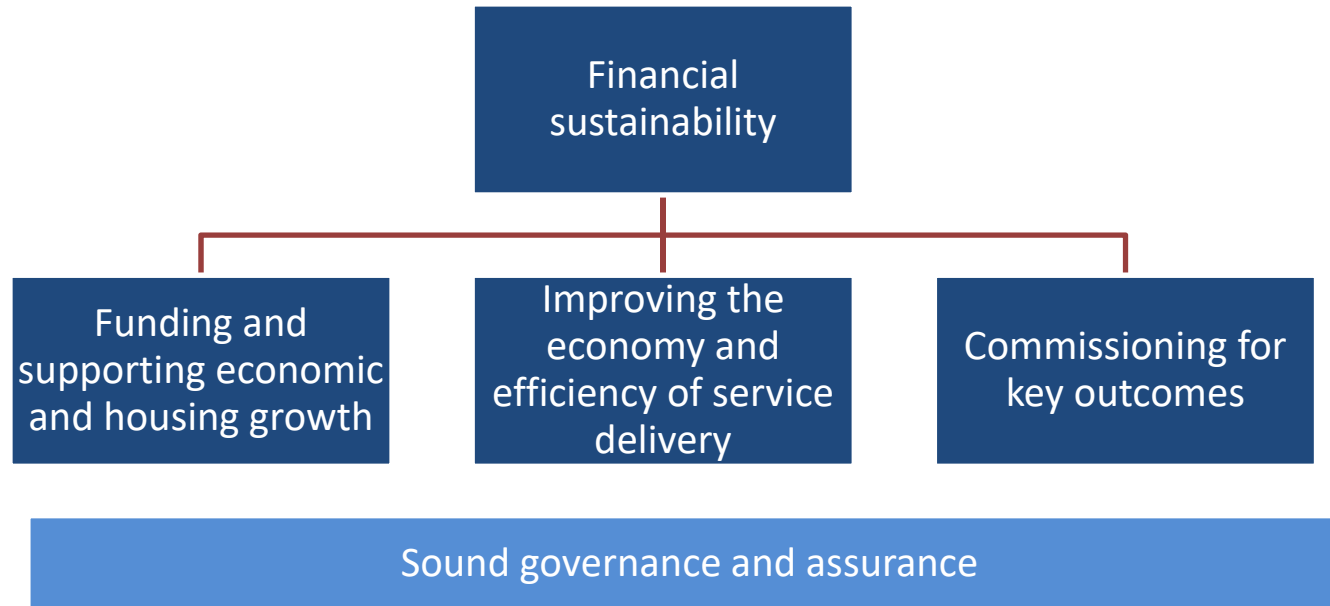 Financial
sustainability
Funding and
supporting economic
and housing growth
Improving the
economy and
efficiency of service
delivery
Commissioning for
key outcomes
Sound governance and assurance